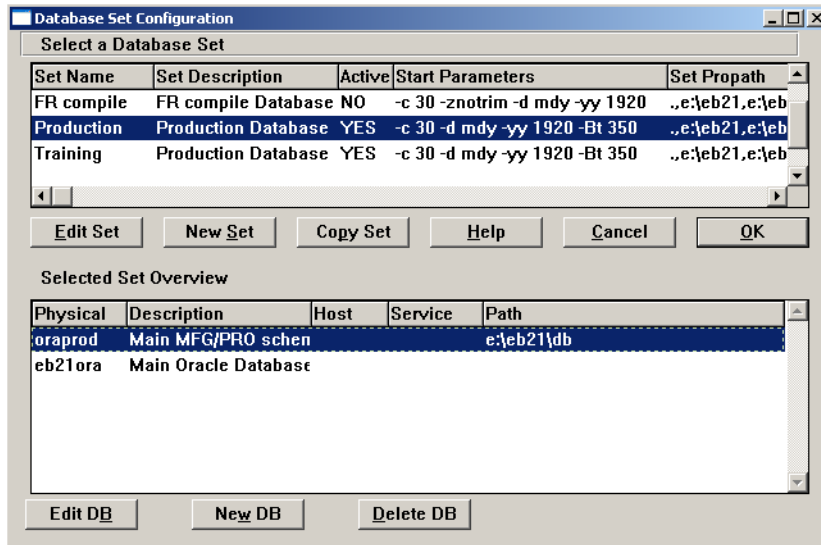 Database Set Configuration
Select a Database Set
Set Name Set Description Active Start Parameters Set Propath
FR compile FR compile Database NO -c 30 -znotrim -d mdy -yy 1920 .,e:\eb21,e:\eb
Production Production Database YES -c 30 -d mdy -yy 1920 -Bt 350 .,e:\eb21,e:\eb
Training Production Database YES -c 30 -d mdy -yy 1920 -Bt 350 .,e:\eb21,e:\eb
Edit Set New Set Copy Set Help Cancel OK
Selected Set Overview
Physical Description Host Service Path
oraprod Main MFG/PRO schen e:\eb21\db
eb21ora Main Oracle Database
Edit DB New DB Delete DB